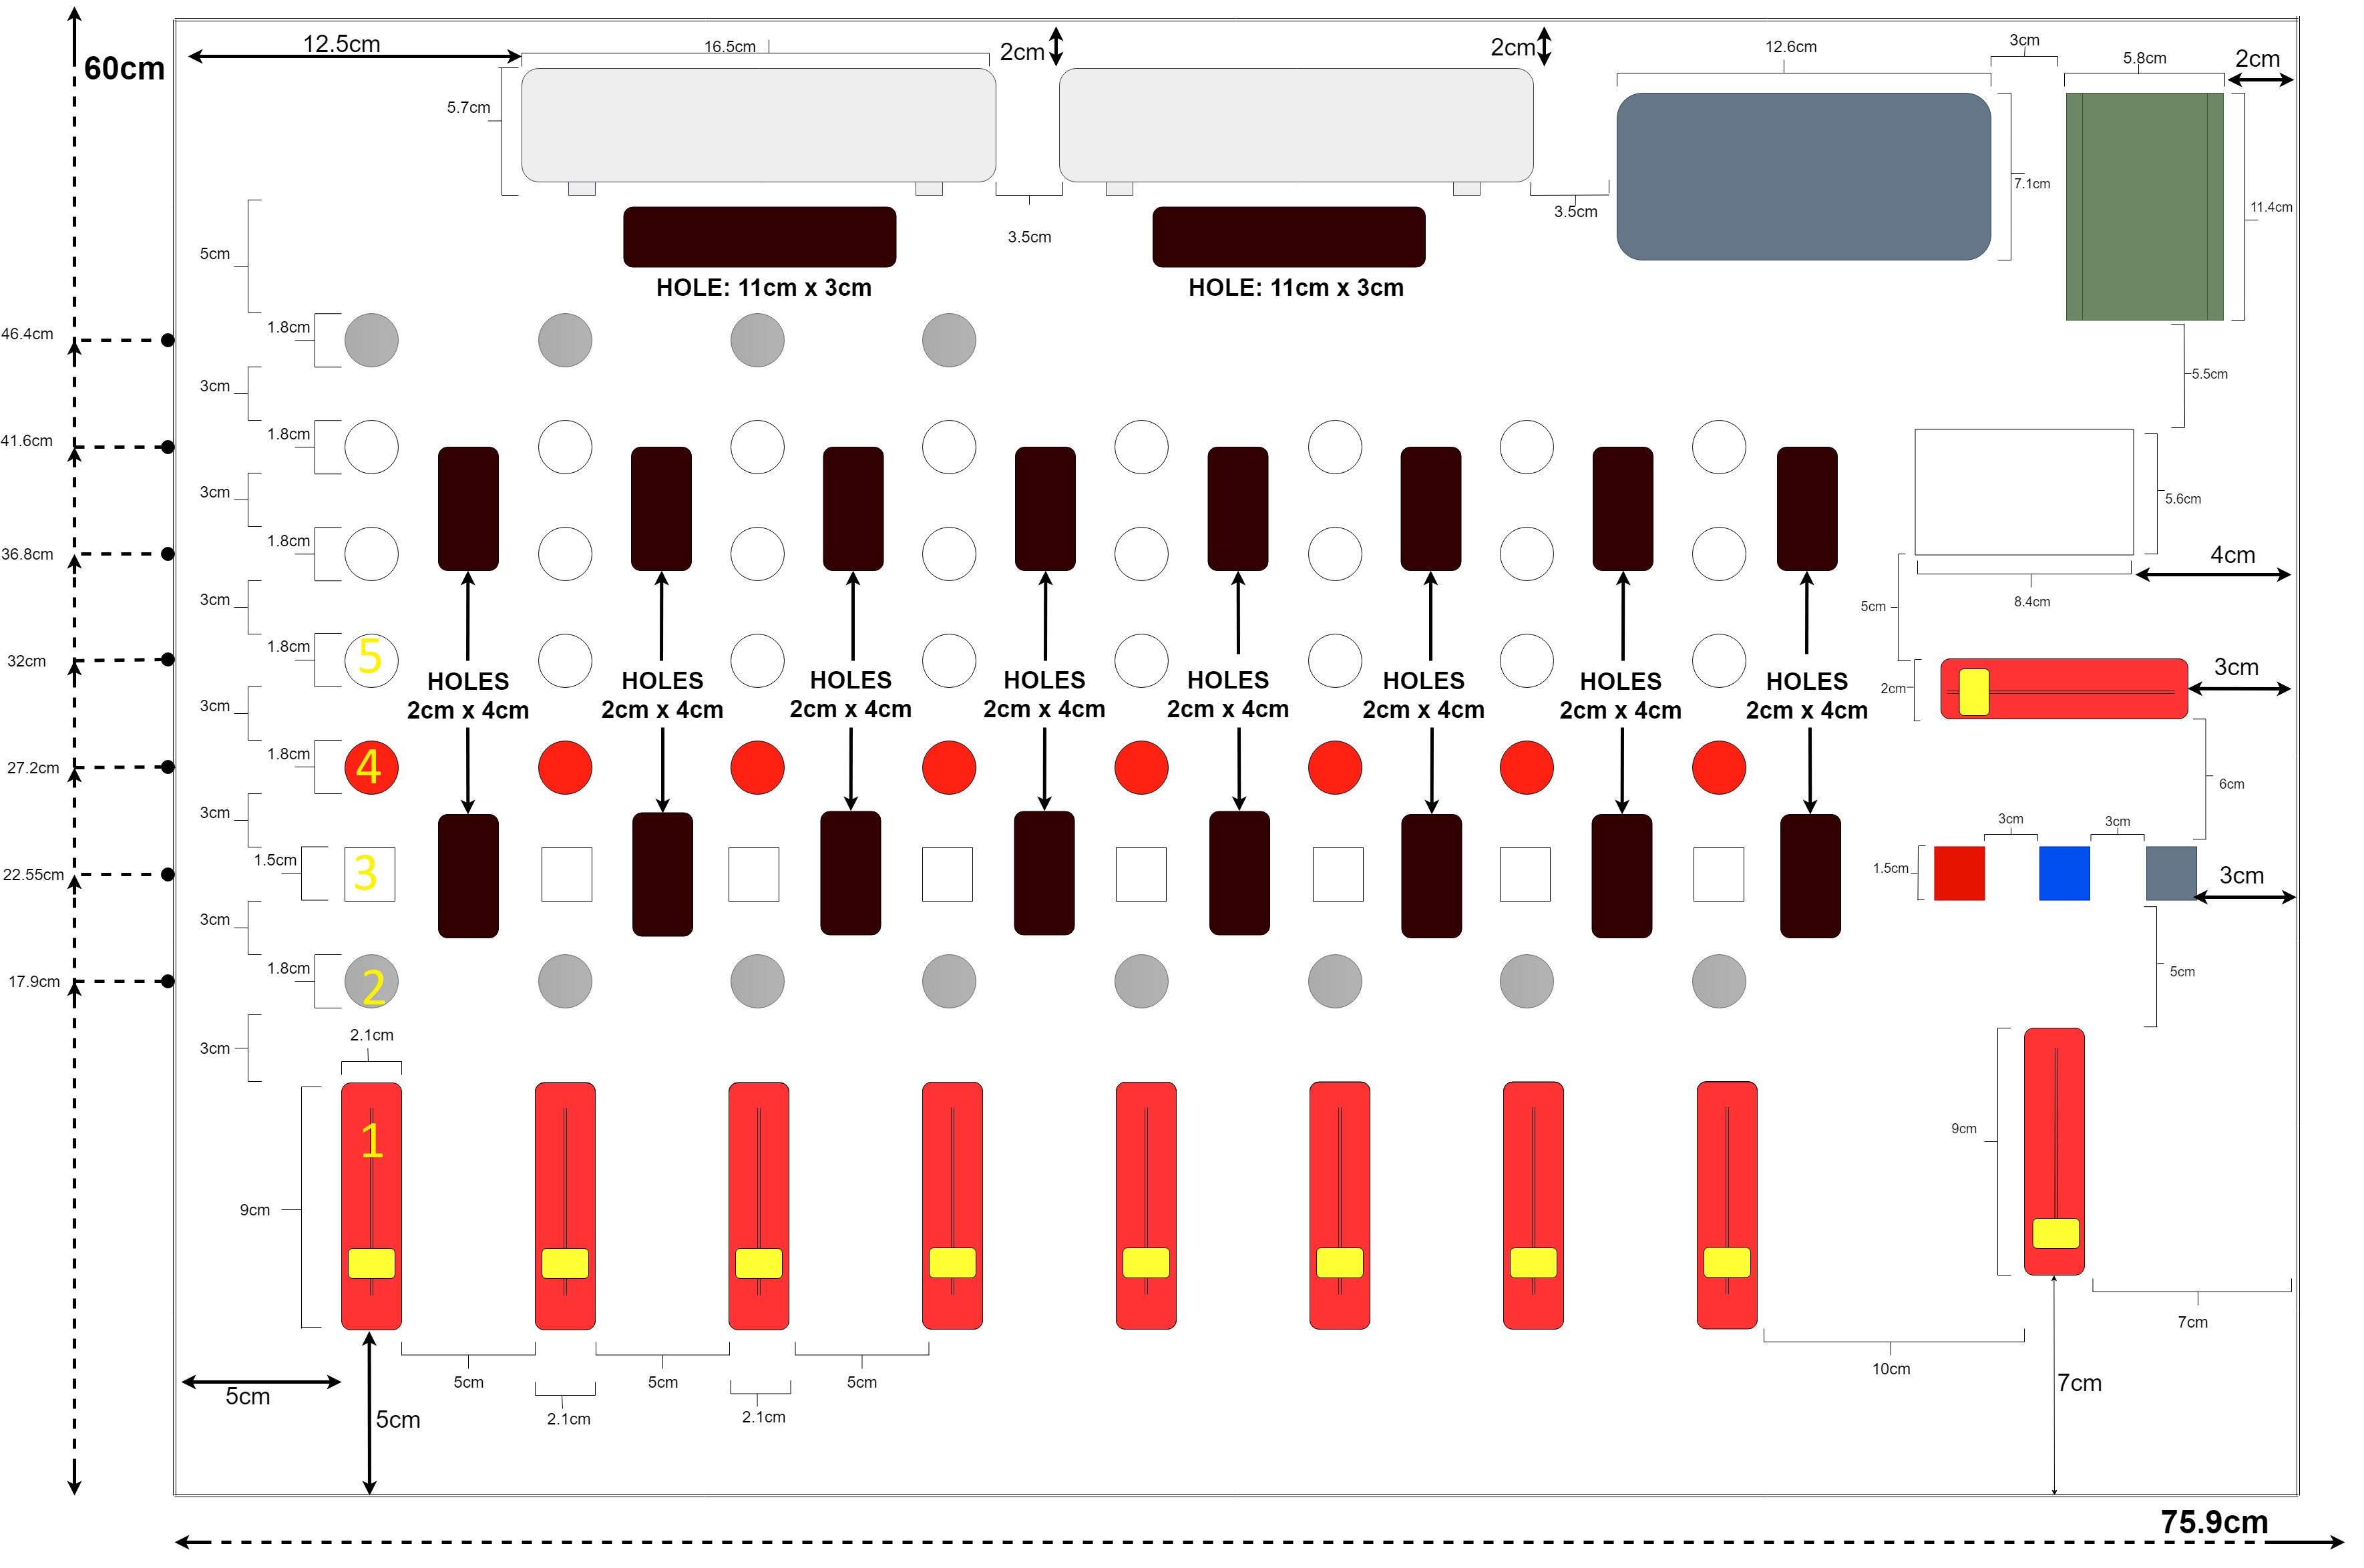 12.5cm
16.5cm
2cm
2cm
12.6cm
3cm
5.8cm
2cm
60cm
5.7cm
7.1cm
11.4cm
3.5cm
3.5cm
5cm
HOLE: 11cm x 3cm
HOLE: 11cm x 3cm
46.4cm
1.8cm
3cm
5.5cm
41.6cm
1.8cm
3cm
5.6cm
36.8cm
1.8cm
4cm
3cm
5cm
8.4cm
32cm
1.8cm
5
3cm
2cm
HOLES
2cm x 4cm
HOLES
2cm x 4cm
HOLES
2cm x 4cm
HOLES
2cm x 4cm
HOLES
2cm x 4cm
HOLES
2cm x 4cm
HOLES
2cm x 4cm
HOLES
2cm x 4cm
3cm
27.2cm
1.8cm
4
6cm
3cm
3cm
3cm
22.55cm
1.5cm
3
1.5cm
3cm
3cm
17.9cm
1.8cm
2
5cm
2.1cm
3cm
1
9cm
9cm
7cm
5cm
5cm
5cm
5cm
10cm
7cm
5cm
2.1cm
2.1cm
75.9cm